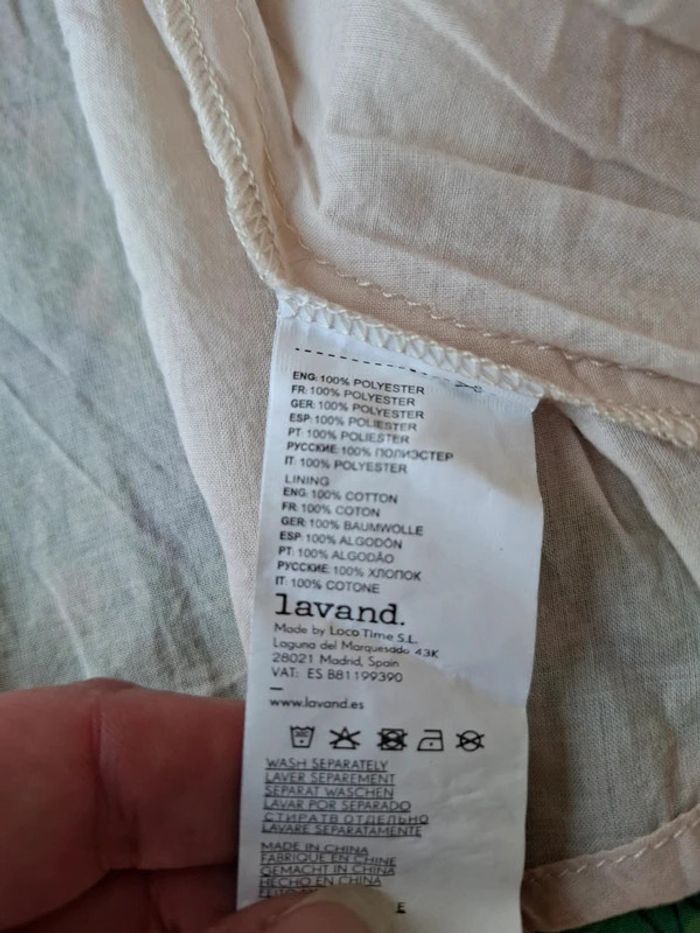 ENG: 100% POLYESTER
FR: 100% POLYESTER
GER: 100% POLYESTER
ESP: 100% POLIESTER
PT: 100% POLIESTER
РУССКИЕ: 100% ПОЛИЭСТЕР
IT: 100% POLYESTER
LINING
ENG: 100% COTTON
FR: 100% COTON
GER: 100% BAUMWOLLE
ESP: 100% ALGODÓN
PT: 100% ALGODÃO
РУССКИЕ: 100% ХЛОПОК
IT: 100% COTONE
lavand.
Made by Loco Time S.L.
Laguna del Marquesado 43K
28021 Madrid, Spain
VAT: ES B81199390
www.lavand.es
WASH SEPARATELY
LAVER SEPAREMENT
SEPARAT WASCHEN
LAVAR POR SEPARADO
СТИРАТВ ОТДЕЛЬНО
LAVARE SEPARATAMENTE
MADE IN CHINA
FABRIQUE EN CHINE
GEMACHT IN CHINA
HECHO EN CHINA